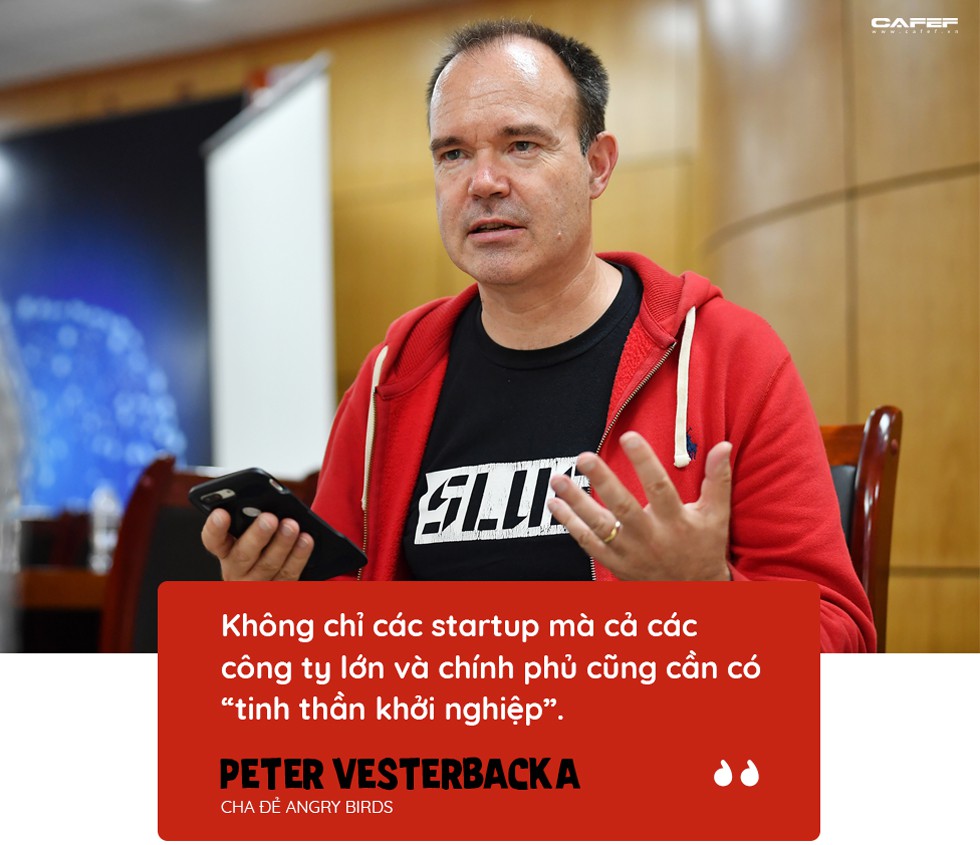 CAFEF
www.cafef.vn
SLUSH
Không chỉ các startup mà cả các
công ty lớn và chính phủ cũng cần có
“tinh thần khởi nghiệp”.
PETER VESTERBACKA
CHA ĐẺ ANGRY BIRDS